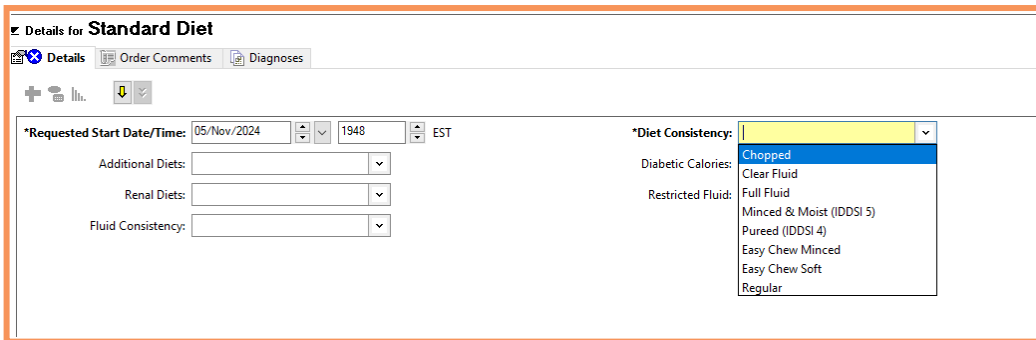 Details for Standard Diet
Details Order Comments Diagnoses
*Requested Start Date/Time: 05/Nov/2024 1948 EST *Diet Consistency:
Additional Diets: Diabetic Calories:
Renal Diets: Restricted Fluid:
Fluid Consistency:
Chopped
Clear Fluid
Full Fluid
Minced & Moist (IDDSI 5)
Pureed (IDDSI 4)
Easy Chew Minced
Easy Chew Soft
Regular